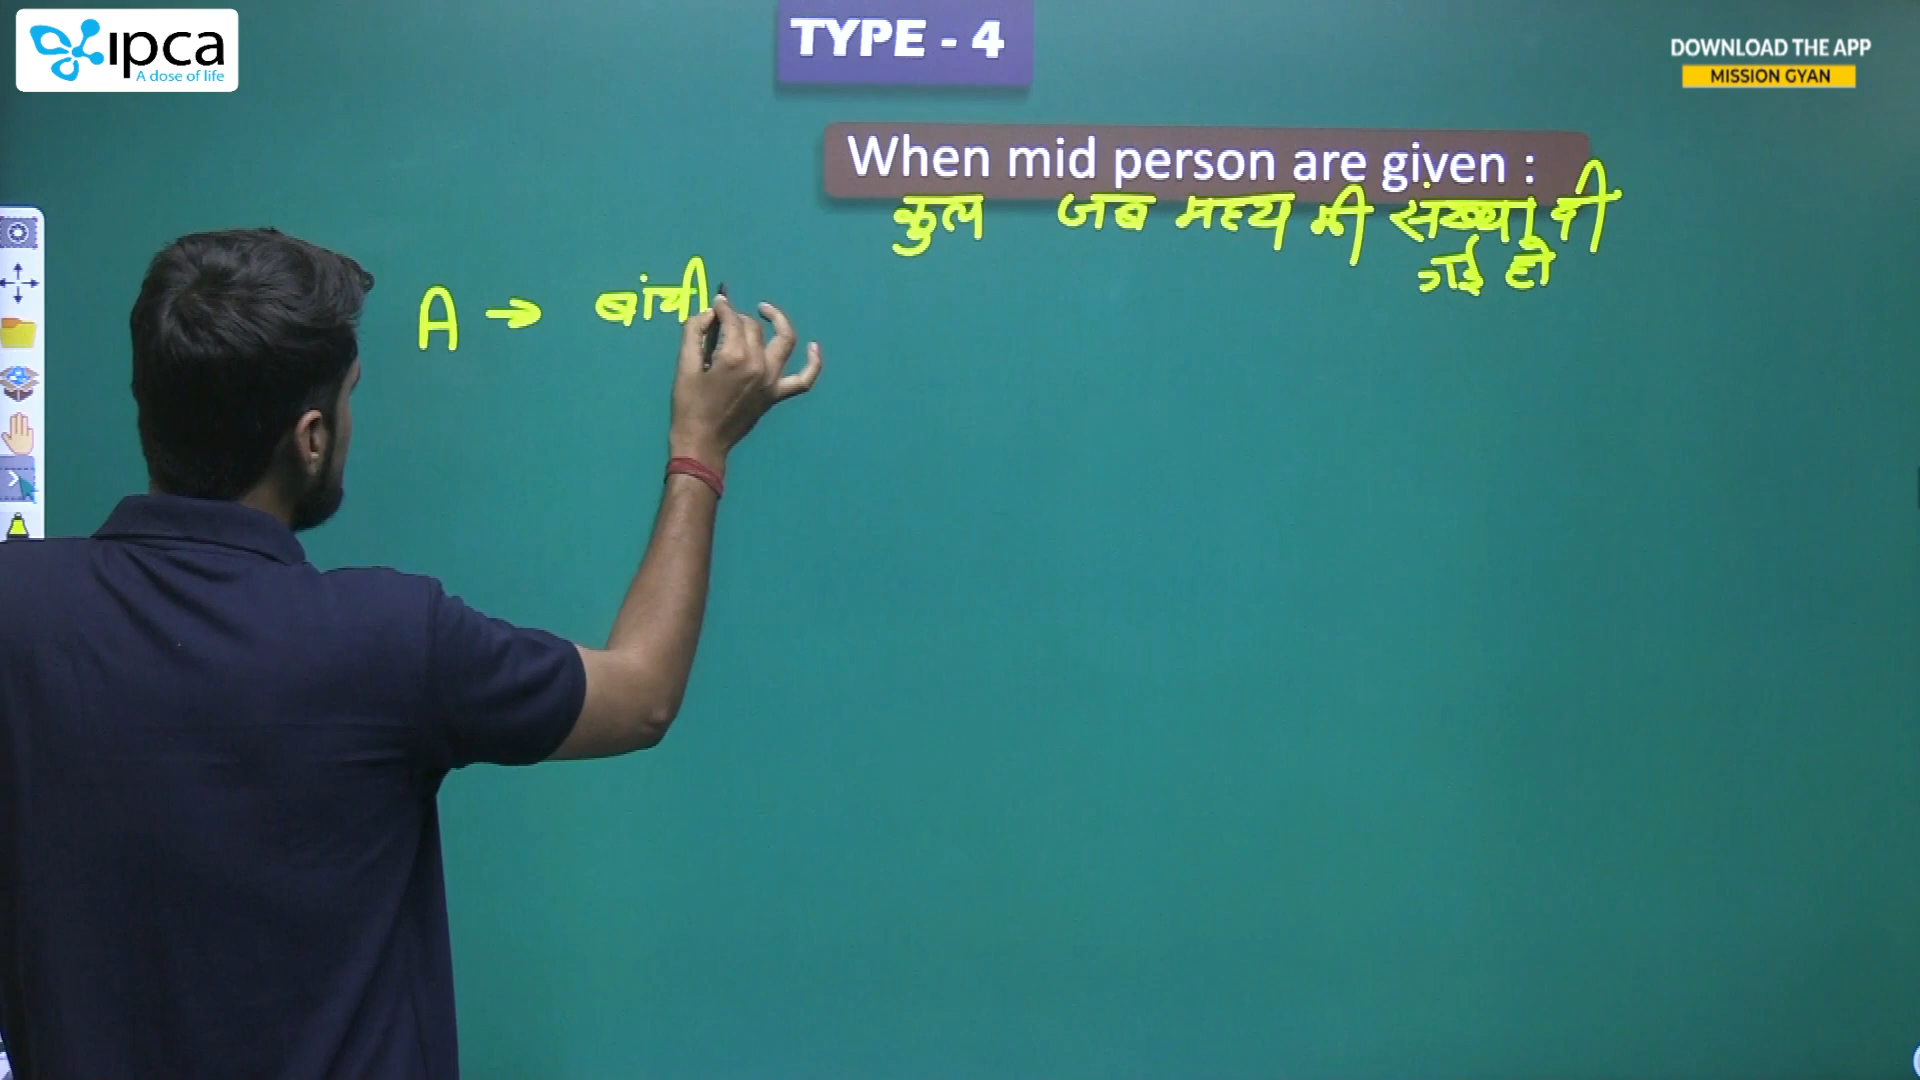 ipca
A dose of life
TYPE - 4
DOWNLOAD THE APP
MISSION GYAN
When mid person are given :
कुल जब मध्य की संख्या दी
गई हो
A → बांयी